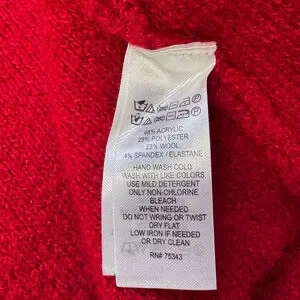 48% ACRYLIC
25% POLYESTER
23% WOOL
4% SPANDEX / ELASTANE
HAND WASH COLD
WASH WITH LIKE COLORS
USE MILD DETERGENT
ONLY NON-CHLORINE
BLEACH
WHEN NEEDED
DO NOT WRING OR TWIST
DRY FLAT
LOW IRON IF NEEDED
OR DRY CLEAN
RN# 75343